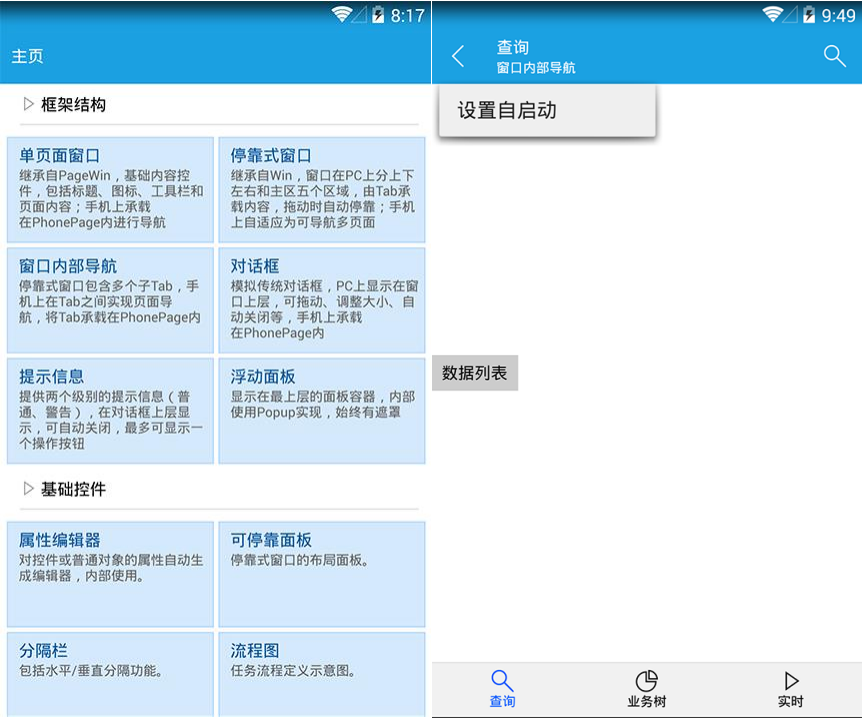 8:17
主页
框架结构
单页面窗口
继承自PageWin，基础内容控
件，包括标题、图标、工具栏和
页面内容；手机上承载
在PhonePage内进行导航
停靠式窗口
继承自Win，窗口在PC上分上下
左右和主区五个区域，由Tab承
载内容，拖动时自动停靠；手机
上自适应为可导航多页面
窗口内部导航
停靠式窗口包含多个子Tab，手
机上在Tab之间实现页面导
航，将Tab承载在PhonePage内
对话框
模拟传统对话框，PC上显示在窗
口上层，可拖动、调整大小、自
动关闭等，手机上承载
在PhonePage内
提示信息
提供两个级别的提示信息（普
通、警告），在对话框上层显
示，可自动关闭，最多可显示一
个操作按钮
浮动面板
显示在最上层的面板容器，内部
使用Popup实现，始终有遮罩
基础控件
属性编辑器
对控件或普通对象的属性自动生
成编辑器，内部使用。
可停靠面板
停靠式窗口的布局面板。
分隔栏
包括水平/垂直分隔功能。
流程图
任务流程定义示意图。
9:49
查询
窗口内部导航
设置自启动
数据列表
查询
业务树
实时